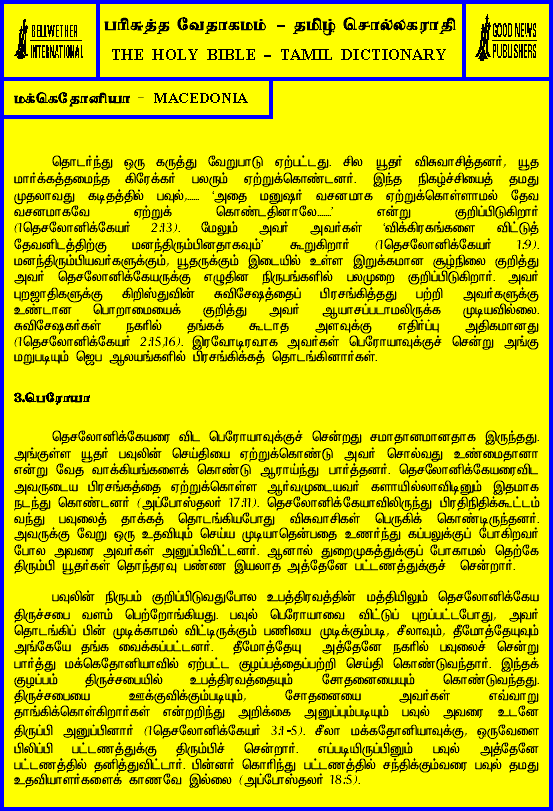 BELLWETHER
INTERNATIONAL
பரிசுத்த வேதாகமம் – தமிழ் சொல்லகராதி
THE HOLY BIBLE – TAMIL DICTIONARY
GOOD NEWS
PUBLISHERS
மக்கெதோனியா – MACEDONIA
தொடர்ந்து ஒரு கருத்து வேறுபாடு ஏற்பட்டது. சில யூதர் விசுவாசித்தனர், யூத
மார்க்கத்தமைந்த கிரேக்கர் பலரும் ஏற்றுக்கொண்டனர். இந்த நிகழ்ச்சியைத் தமது
முதலாவது கடிதத்தில் பவுல்,...... ‘அதை மனுஷர் வசனமாக ஏற்றுக்கொள்ளாமல் தேவ
வசனமாகவே ஏற்றுக் கொண்டதினாலே......’ என்று குறிப்பிடுகிறார்
(1தெசலோனிக்கேயர் 2:13). மேலும் அவர் அவர்கள் ‘விக்கிரகங்களை விட்டுத்
தேவனிடத்திற்கு மனந்திரும்பினதாகவும்’ கூறுகிறார் (1தெசலோனிக்கேயர் 1:9).
மனந்திரும்பியவர்களுக்கும், யூதருக்கும் இடையில் உள்ள இறுக்கமான சூழ்நிலை குறித்து
அவர் தெசலோனிக்கேயருக்கு எழுதின நிருபங்களில் பலமுறை குறிப்பிடுகிறார். அவர்
புறஜாதிகளுக்கு கிறிஸ்துவின் சுவிசேஷத்தைப் பிரசங்கித்தது பற்றி அவர்களுக்கு
உண்டான பொறாமையைக் குறித்து அவர் ஆயாசப்படாமலிருக்க முடியவில்லை.
சுவிசேஷகர்கள் நகரில் தங்கக் கூடாத அளவுக்கு எதிர்ப்பு அதிகமானது
(1தெசலோனிக்கேயர் 2:15,16). இரவோடிரவாக அவர்கள் பெரோயாவுக்குச் சென்று அங்கு
மறுபடியும் ஜெப ஆலயங்களில் பிரசங்கிக்கத் தொடங்கினார்கள்.
3.பெரோயா
தெசலோனிக்கேயரை விட பெரோயாவுக்குச் சென்றது சமாதானமானதாக இருந்தது.
அங்குள்ள யூதர் பவுலின் செய்தியை ஏற்றுக்கொண்டு அவர் சொல்வது உண்மைதானா
என்று வேத வாக்கியங்களைக் கொண்டு ஆராய்ந்து பார்த்தனர். தெசலோனிக்கேயரைவிட
அவருடைய பிரசங்கத்தை ஏற்றுக்கொள்ள ஆர்வமுடையவர் களாயில்லாவிடினும் இதமாக
நடந்து கொண்டனர் (அப்போஸ்தலர் 17:11). தெசலோனிக்கேயாவிலிருந்து பிரதிநிதிக்கூட்டம்
வந்து பவுலைத் தாக்கத் தொடங்கியபோது விசுவாசிகள் பெருகிக் கொண்டிருந்தனர்.
அவருக்கு வேறு ஒரு உதவியும் செய்ய முடியாதென்பதை உணர்ந்து கப்பலுக்குப் போகிறவர்
போல அவரை அவர்கள் அனுப்பிவிட்டனர். ஆனால் துறைமுகத்துக்குப் போகாமல் தெற்கே
திரும்பி யூதர்கள் தொந்தரவு பண்ண இயலாத அத்தேனே பட்டணத்துக்குச் சென்றார்.
பவுலின் நிருபம் குறிப்பிடுவதுபோல உபத்திரவத்தின் மத்தியிலும் தெசலோனிக்கேய
திருச்சபை வளம் பெற்றோங்கியது. பவுல் பெரோயாவை விட்டுப் புறப்பட்டபோது, அவர்
தொடங்கிப் பின் முடிக்காமல் விட்டிருக்கும் பணியை முடிக்கும்படி, சீலாவும், தீமோத்தேயுவும்
அங்கேயே தங்க வைக்கப்பட்டனர். தீமோத்தேயு அத்தேனே நகரில் பவுலைச் சென்று
பார்த்து மக்கெதோனியாவில் ஏற்பட்ட குழப்பத்தைப்பற்றி செய்தி கொண்டுவந்தார். இந்தக்
குழப்பம் திருச்சபையில் உபத்திரவத்தையும் சோதனையையும் கொண்டுவந்தது.
திருச்சபையை ஊக்குவிக்கும்படியும், சோதனையை அவர்கள் எவ்வாறு
தாங்கிக்கொள்கிறார்கள் என்றறிந்து அறிக்கை அனுப்பும்படியும் பவுல் அவரை உடனே
திருப்பி அனுப்பினார் (1தெசலோனிக்கேயர் 3:1-5). சீலா மக்கதோனியாவுக்கு, ஒருவேளை
பிலிப்பி பட்டணத்துக்கு திரும்பிச் சென்றார். எப்படியிருப்பினும் பவுல் அத்தேனே
பட்டணத்தில் தனித்துவிட்டார். பின்னர் கொரிந்து பட்டணத்தில் சந்திக்கும்வரை பவுல் தமது
உதவியாளர்களைக் காணவே இல்லை (அப்போஸ்தலர் 18:5).